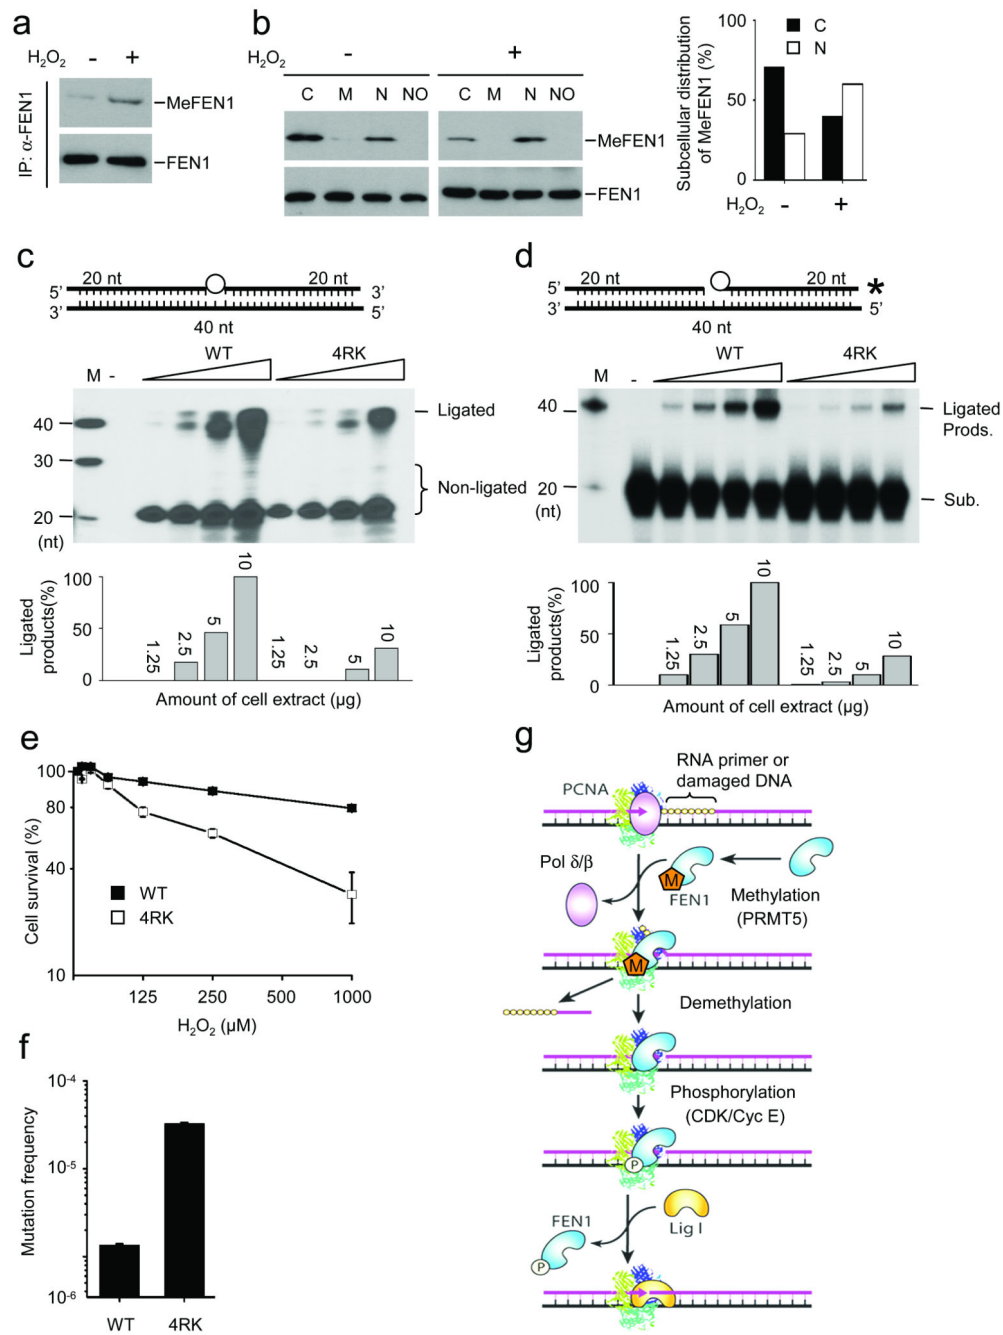 a
H2O2
- +
IP: α-FEN1
MeFEN1
FEN1
b
H2O2
- +
C M N NO C M N NO
MeFEN1
FEN1
Subcellular distribution
of MeFEN1 (%)
100
50
0
C
N
H2O2 - +
c
20 nt 20 nt
5' 3'
3' 5'
40 nt
WT 4RK
M -
40
30
20
(nt)
Ligated
Non-ligated
Ligated
products(%)
100
50
0
1.25 2.5 5 10 1.25 2.5 5 10
Amount of cell extract (µg)
d
20 nt 20 nt
5' 3' *
3' 5'
40 nt
WT 4RK
M -
40
20
(nt)
Ligated
Prods.
Sub.
Ligated
products(%)
100
50
0
1.25 2.5 5 10 1.25 2.5 5 10
Amount of cell extract (µg)
e
Cell survival (%)
100
80
40
10
WT
4RK
125 250 500 1000
H2O2 (µM)
f
Mutation frequency
10-4
10-5
10-6
WT 4RK
g
RNA primer or
damaged DNA
PCNA
Pol δ/β
M
FEN1
Methylation
(PRMT5)
M
Demethylation
Phosphorylation
(CDK/Cyc E)
P
FEN1
P
Lig I